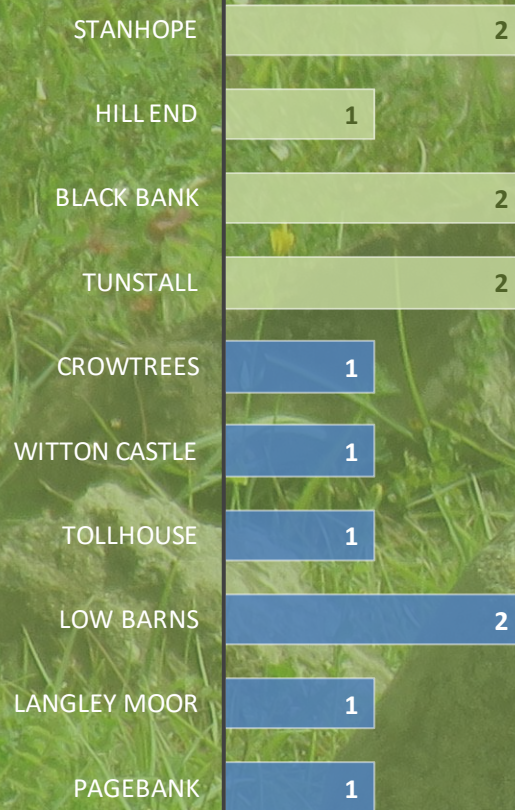 STANHOPE 2
HILL END 1
BLACK BANK 2
TUNSTALL 2
CROWTREES 1
WITTON CASTLE 1
TOLLHOUSE 1
LOW BARNS 2
LANGLEY MOOR 1
PAGEBANK 1